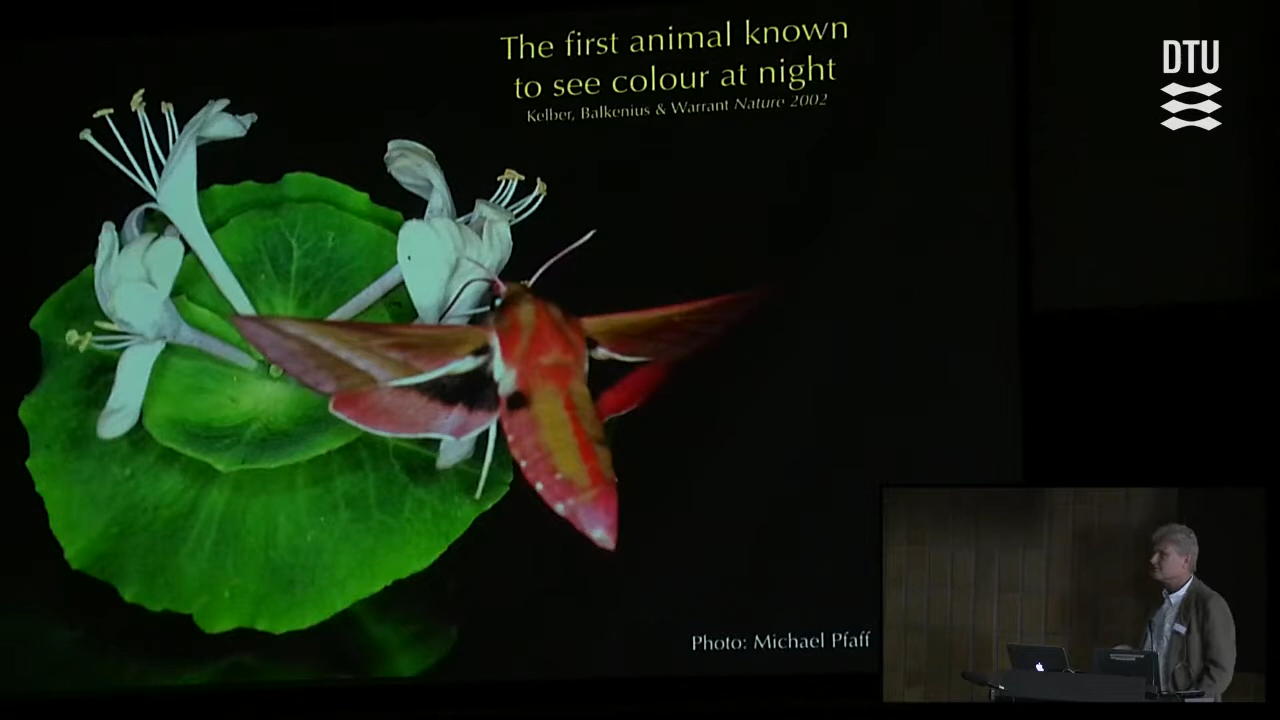 The first animal known
to see colour at night
Kelber, Balkenius & Warrant Nature 2002
DTU
Photo: Michael Pfaff